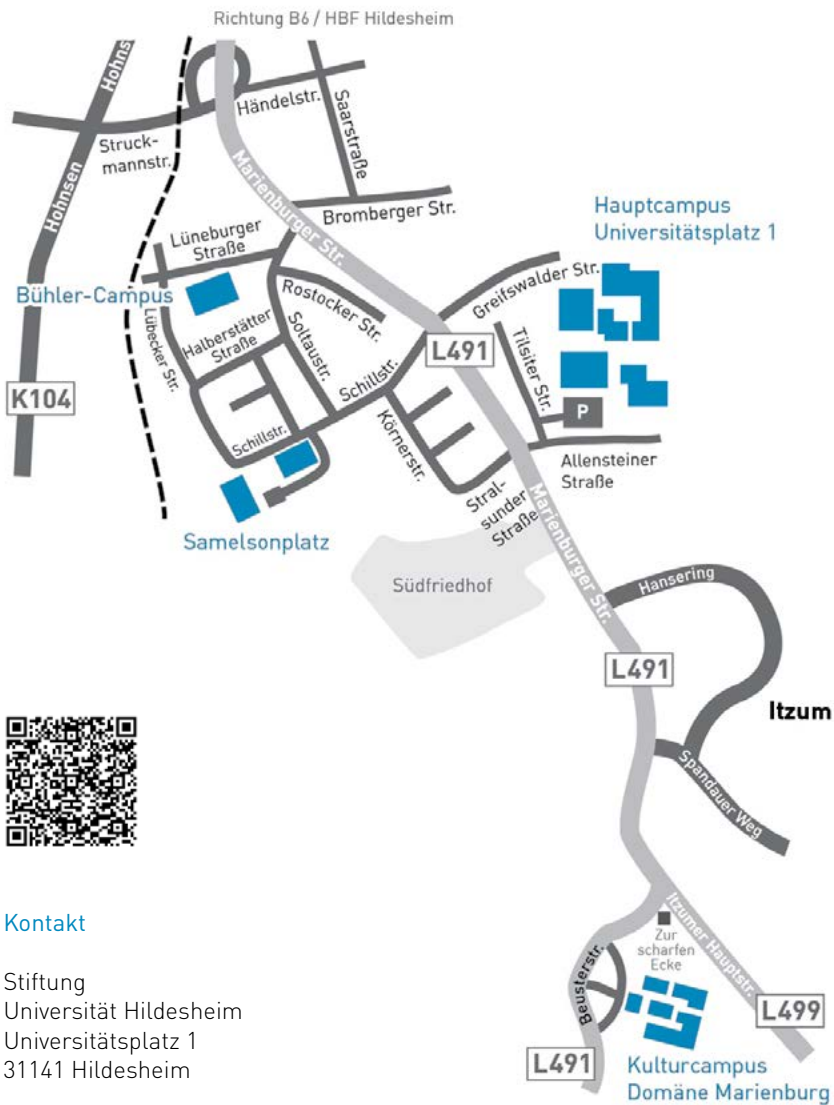 Richtung B6 / HBF Hildesheim
Hohns
Händelstr.
Saarstraße
Struck-
mannstr.
Hohnsen
Marienburger Str.
Bromberger Str.
Hauptcampus
Universitätsplatz 1
Lüneburger
Straße
Bühler-Campus
Rostocker Str.
Greifswalder Str.
Lübecker Str.
Halberstätter
Straße
Soltaustr.
Schillstr.
L491
Tilsiter Str.
K104
P
Schillstr.
Körnerstr.
Allensteiner
Straße
Stral-
sunder
Straße
Marienburger Str.
Samelsonplatz
Südfriedhof
Hansering
L491
Itzum
Spandauer Weg
Itzumer Hauptstr.
Zur
scharfen
Ecke
Beusterstr.
L499
L491
Kulturcampus
Domäne Marienburg
Kontakt
Stiftung
Universität Hildesheim
Universitätsplatz 1
31141 Hildesheim